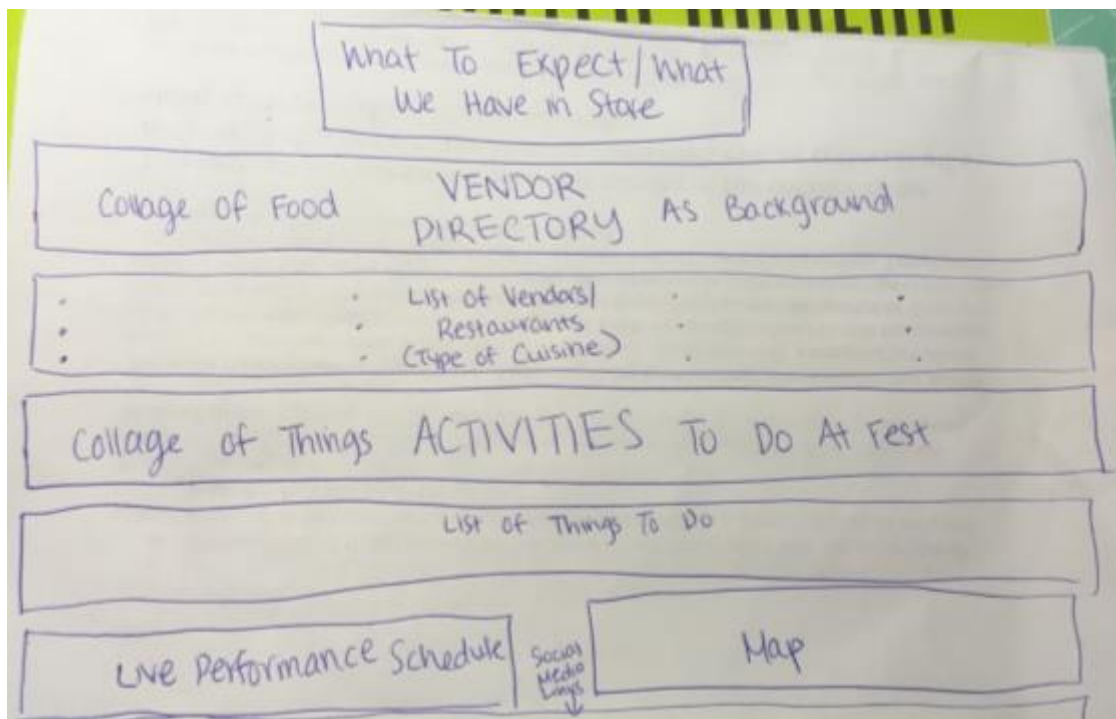 What To Expect/What
We Have in Store
Collage of Food VENDOR DIRECTORY As Background
List of Vendors/
Restaurants
(Type of Cuisine)
Collage of Things ACTIVITIES To Do At Fest
List of Things To Do
Live Performance Schedule
Social
Media
Map